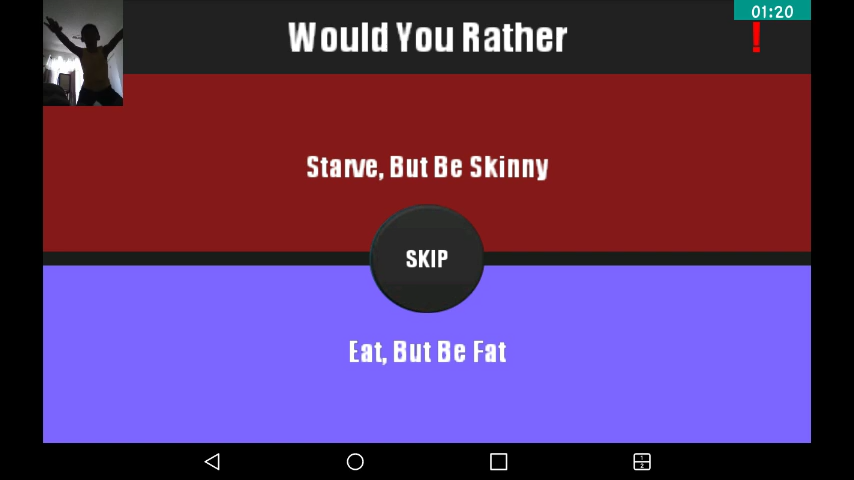 01:20
Would You Rather
!
Starve, But Be Skinny
SKIP
Eat, But Be Fat